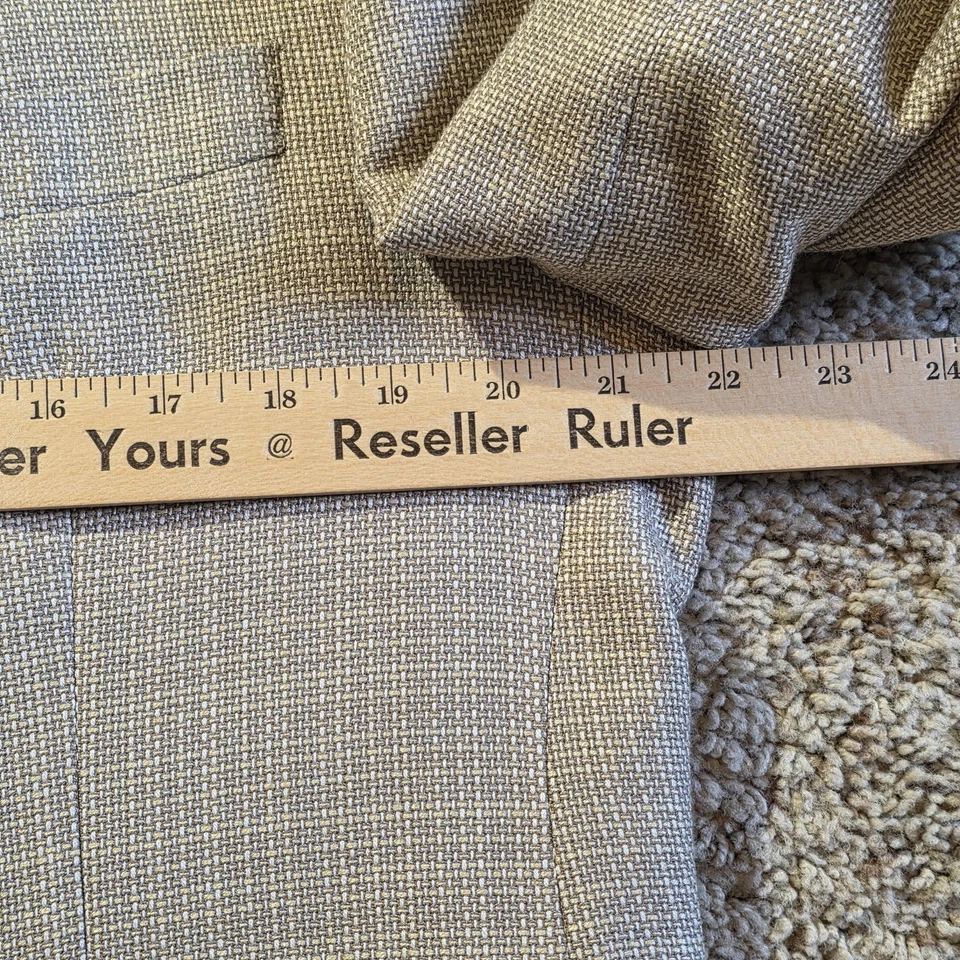 16 17 18 19 20 21 22 23 24
er Yours @ Reseller Ruler